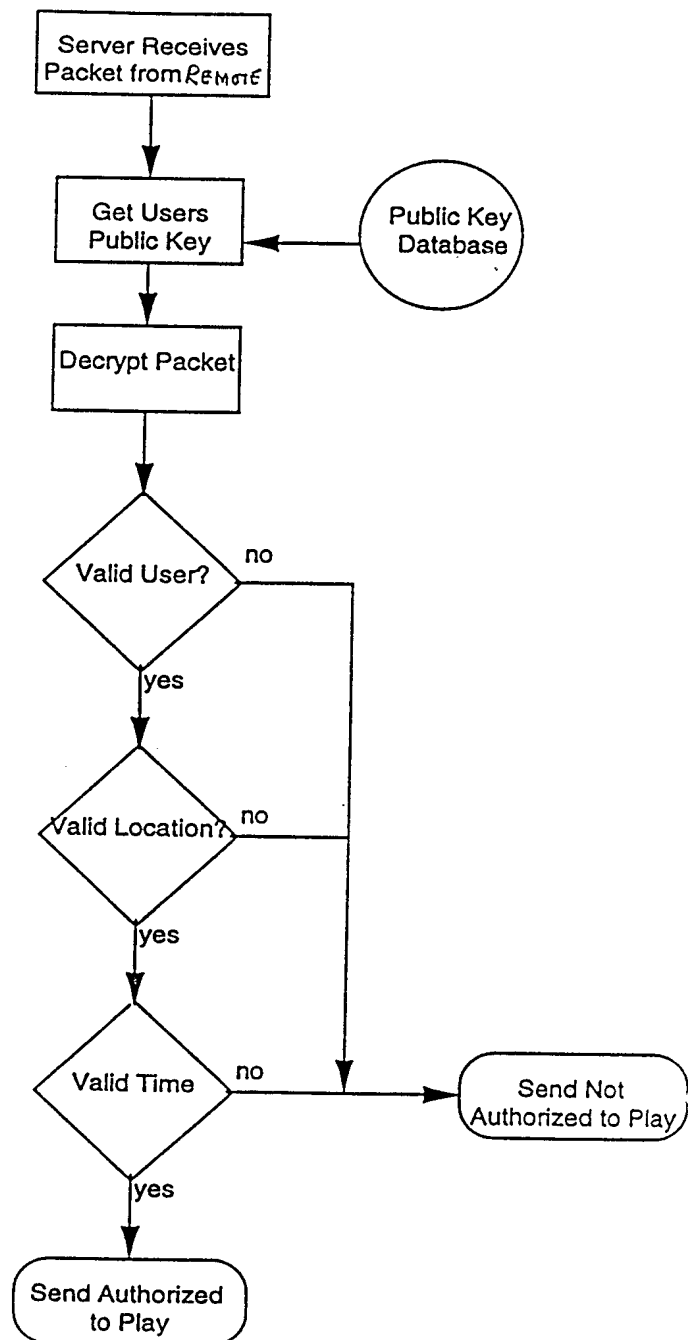 Server Receives
Packet from REMOTE
Get Users
Public Key
Public Key
Database
Decrypt Packet
Valid User?
no
yes
Valid Location?
no
yes
Valid Time
no
Send Not
Authorized to Play
yes
Send Authorized
to Play